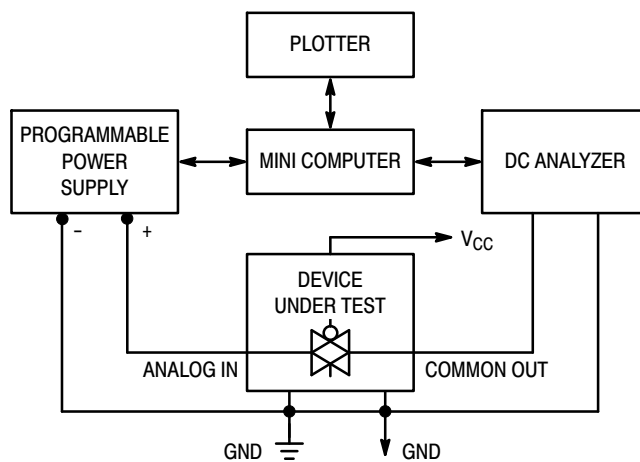 PLOTTER
PROGRAMMABLE
POWER
SUPPLY
MINI COMPUTER
DC ANALYZER
–
+
VCC
DEVICE
UNDER TEST
ANALOG IN
COMMON OUT
GND
GND